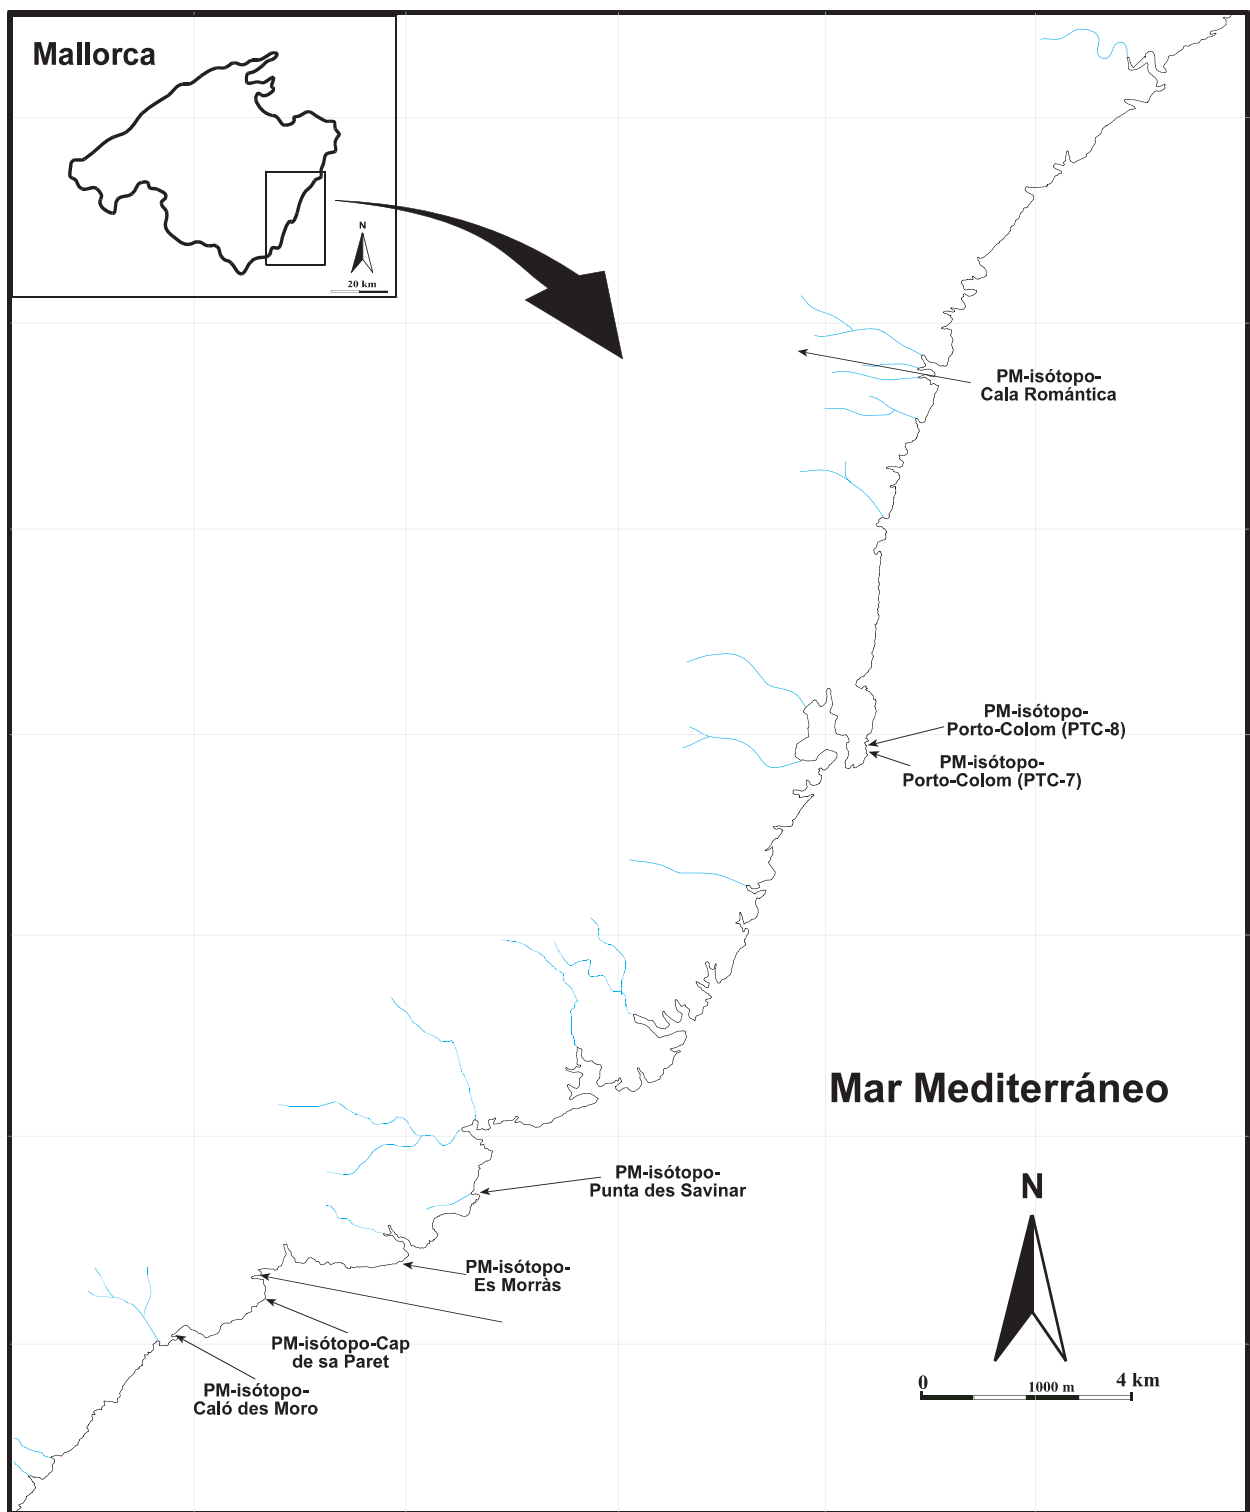 Mallorca
N
20 km
PM-isótopo-
Cala Romántica
PM-isótopo-
Porto-Colom (PTC-8)
PM-isótopo-
Porto-Colom (PTC-7)
Mar Mediterráneo
PM-isótopo-
Punta des Savinar
N
PM-isótopo-
Es Morràs
PM-isótopo-Cap
de sa Paret
PM-isótopo-
Caló des Moro
0
1000 m
4 km